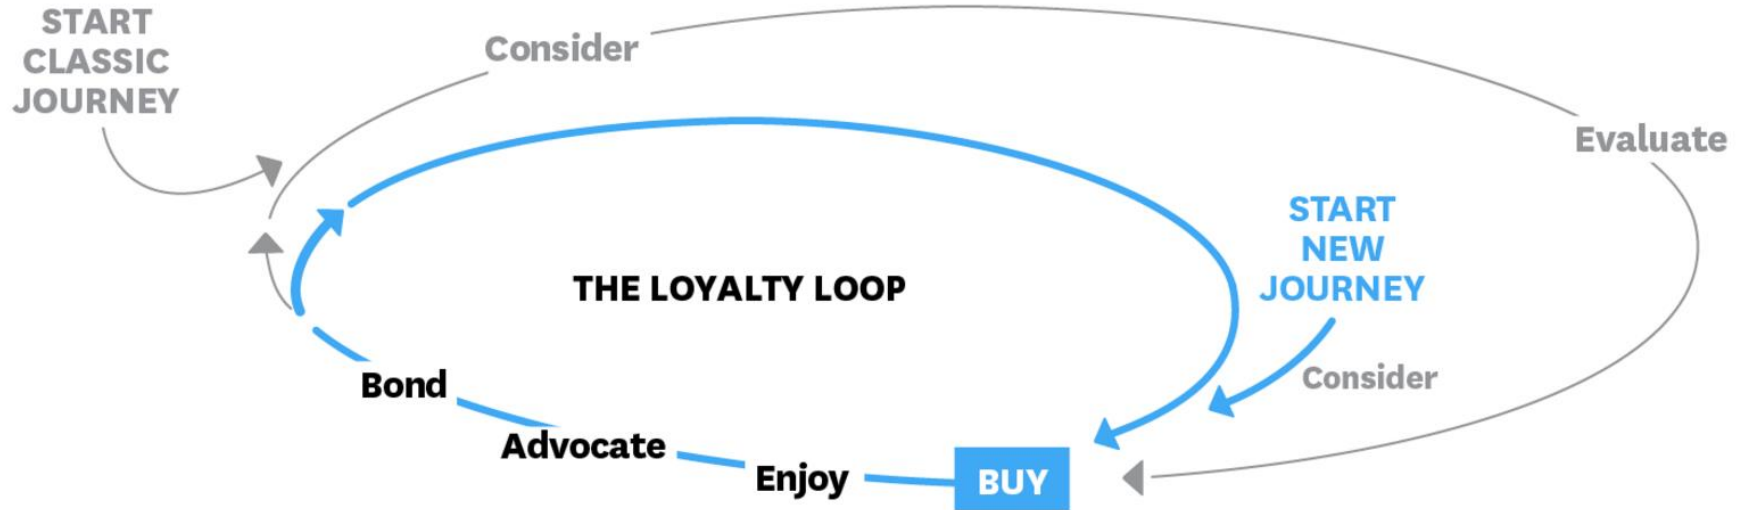 START
CLASSIC
JOURNEY
Consider
Evaluate
START
NEW
JOURNEY
THE LOYALTY LOOP
Consider
Bond
Advocate
Enjoy
BUY